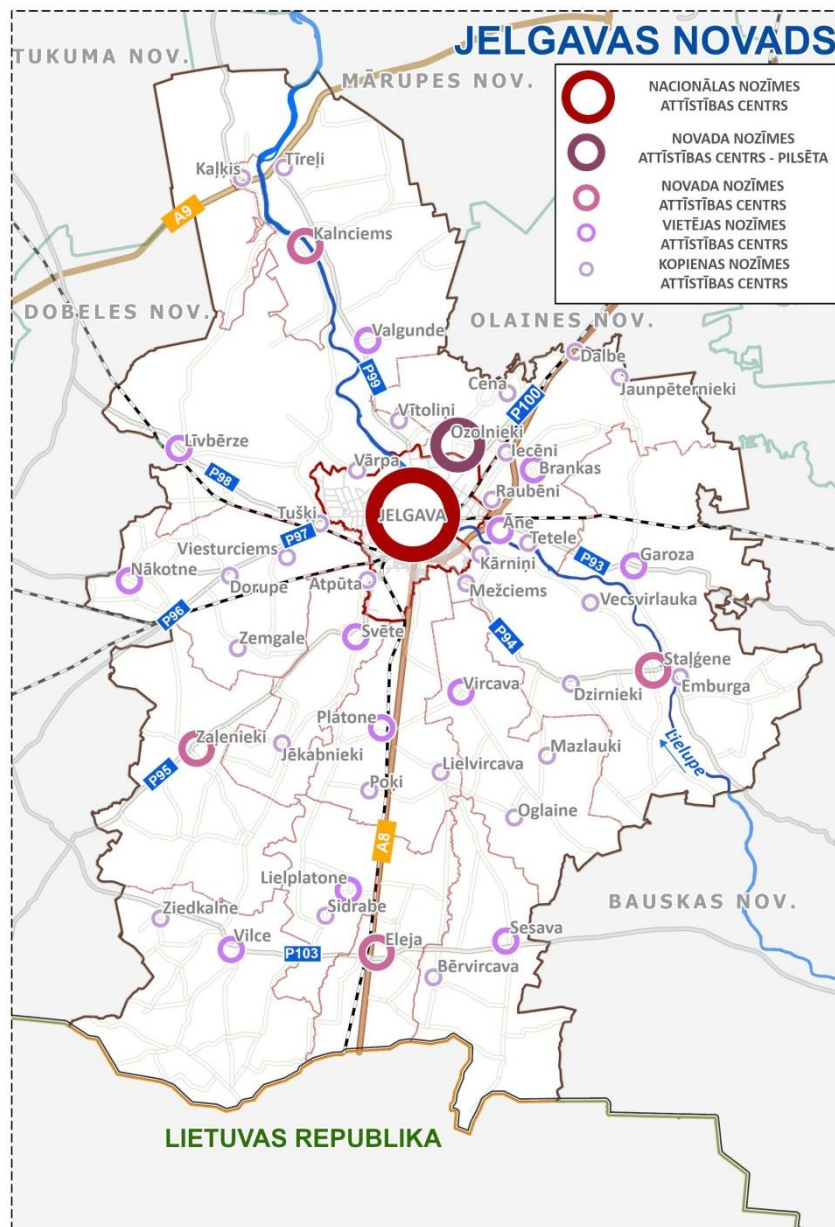 JELGAVAS NOVADS
TUKUMA NOV.
MĀRUPES NOV.
NACIONĀLAS NOZĪMES
ATTĪSTĪBAS CENTRS
NOVADA NOZĪMES
ATTĪSTĪBAS CENTRS - PILSĒTA
NOVADA NOZĪMES
ATTĪSTĪBAS CENTRS
VIETĒJAS NOZĪMES
ATTĪSTĪBAS CENTRS
KOPIENAS NOZĪMES
ATTĪSTĪBAS CENTRS
Kaļķis
Tīreļi
A9
Kalnciems
DOBELES NOV.
OLAINES NOV.
Valgunde
Dalbe
P99
Cena
Jaunpēternieki
P100
Vītoliņi
Ozolnieki
Līvbērze
Iecēni
Vārpa
Brankas
P98
Raubēni
JELGAVA
Tušķi
Āne
Tetele
P97
Viesturciems
Kārniņi
P93
Garoza
Nākotne
Dorupe
Atpūta
Mežciems
Vecsvirlauka
P96
Svēte
P94
Zemgale
Staļģene
Emburga
Vircava
Dzirnieki
Platone
Zaļenieki
Jēkabnieki
Mazlauki
Lielupe
P95
Poķi
Lielvircava
Oglaine
A8
Lielplatone
BAUSKAS NOV.
Ziedkalne
Sidrabe
Vilce
P103
Eleja
Sesava
Bērvircava
LIETUVAS REPUBLIKA